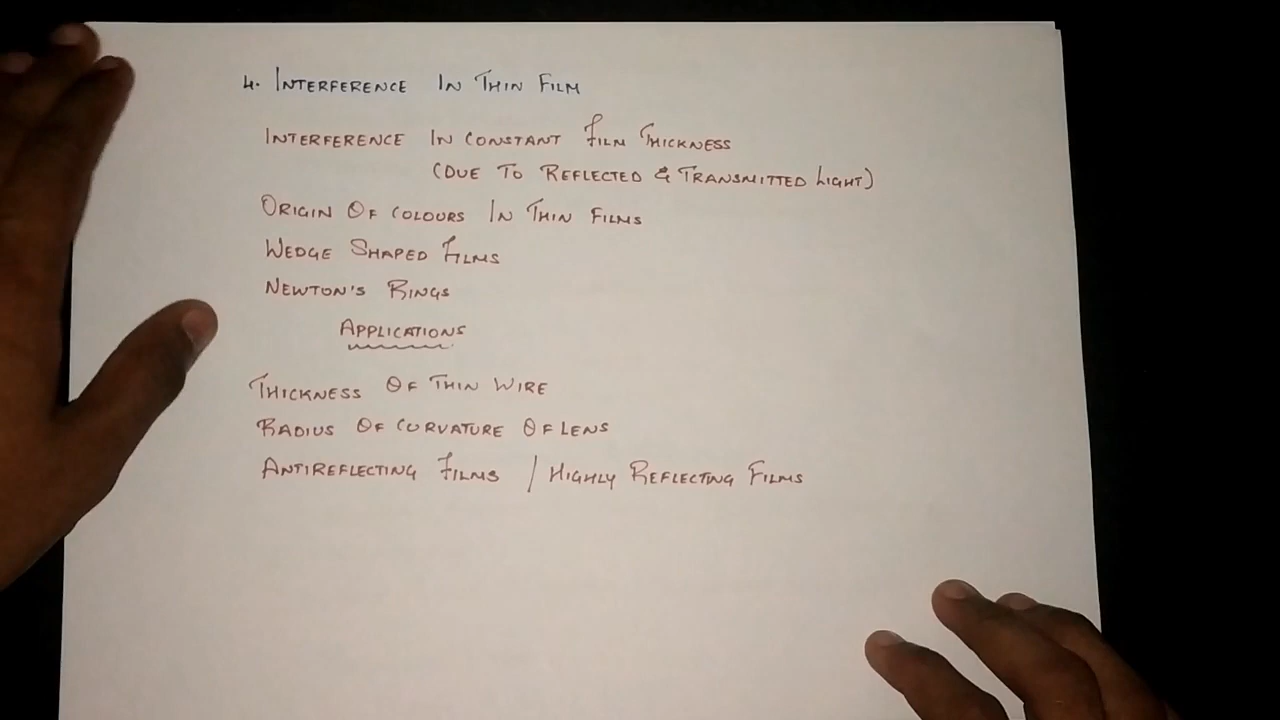 4. INTERFERENCE IN THIN FILM
INTERFERENCE IN CONSTANT FILM THICKNESS
(DUE TO REFLECTED & TRANSMITTED LIGHT)
ORIGIN OF COLOURS IN THIN FILMS
WEDGE SHAPED FILMS
NEWTON'S RINGS
APPLICATIONS
THICKNESS OF THIN WIRE
RADIUS OF CURVATURE OF LENS
ANTIREFLECTING FILMS / HIGHLY REFLECTING FILMS